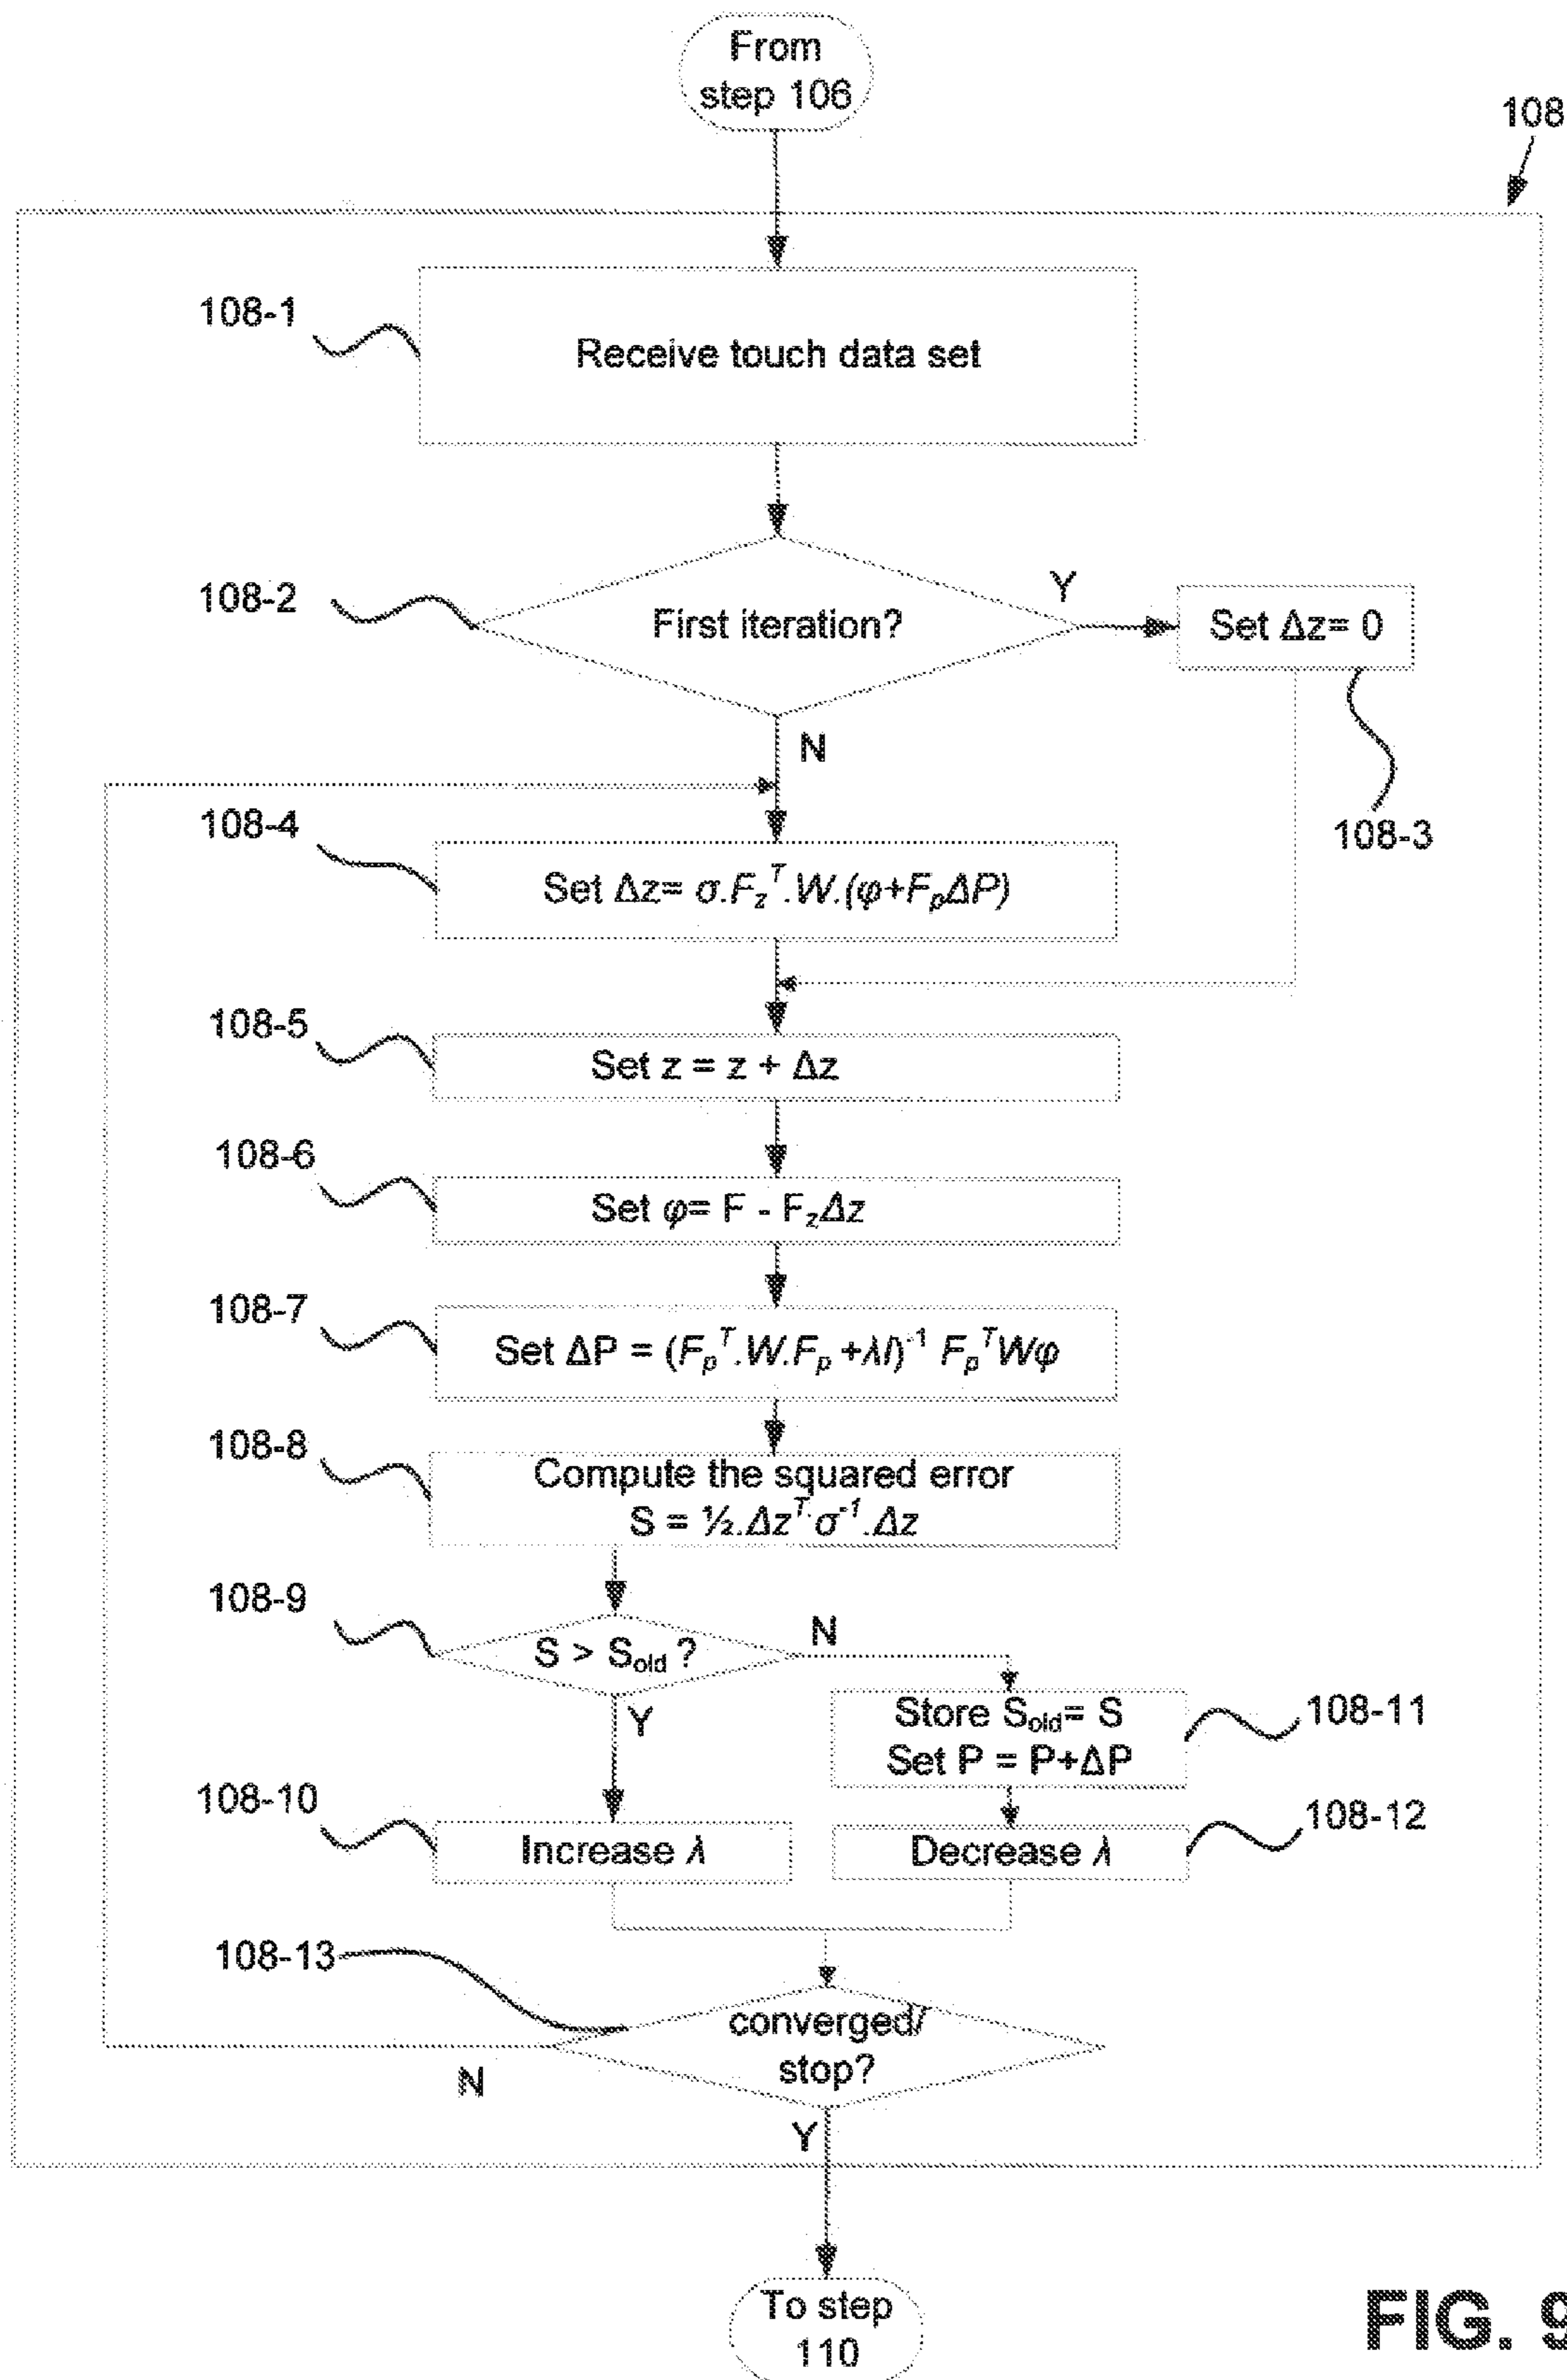 From
step 106
108
108-1
Receive touch data set
108-2
First iteration?
Y
Set Δz= 0
N
108-3
108-4
Set Δz= σ.F_z^T.W.(φ+F_pΔP)
108-5
Set z = z + Δz
108-6
Set φ= F - F_zΔz
108-7
Set ΔP = (F_p^T.W.F_p +λI)^-1 F_p^TWφ
108-8
Compute the squared error
S = ½.Δz^T.σ^-1.Δz
108-9
S > S_old ?
N
Y
Store S_old= S
Set P = P+ΔP
108-11
108-10
Increase λ
Decrease λ
108-12
108-13
converged/
stop?
N
Y
To step
110
FIG. 9